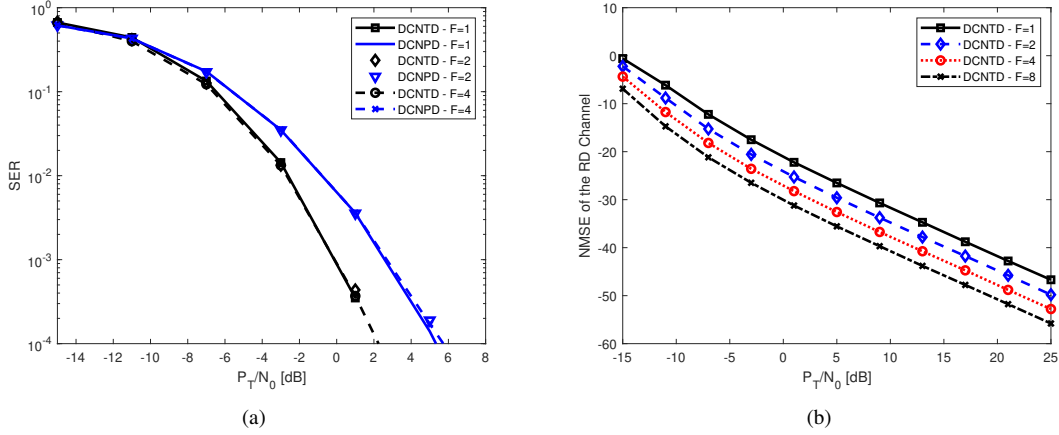 10^0
10^-1
10^-2
10^-3
10^-4
SER
-14 -12 -10 -8 -6 -4 -2 0 2 4 6 8
P_T/N_0 [dB]
DCNTD - F=1
DCNPD - F=1
DCNTD - F=2
DCNPD - F=2
DCNTD - F=4
DCNPD - F=4
(a)
10
0
-10
-20
-30
-40
-50
-60
NMSE of the RD Channel
-15 -10 -5 0 5 10 15 20 25
P_T/N_0 [dB]
DCNTD - F=1
DCNTD - F=2
DCNTD - F=4
DCNTD - F=8
(b)